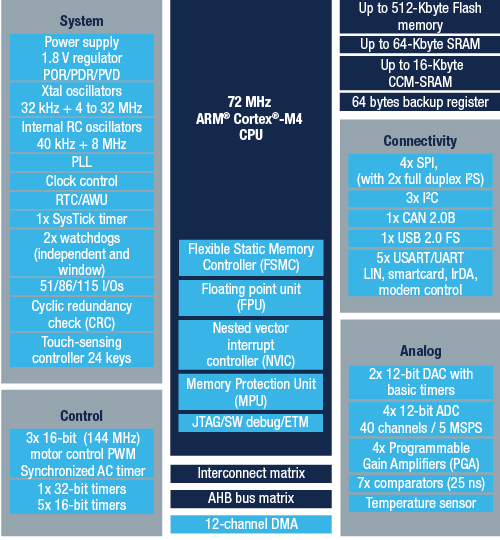 System
Power supply
1.8 V regulator
POR/PDR/PVD
Xtal oscillators
32 kHz + 4 to 32 MHz
Internal RC oscillators
40 kHz + 8 MHz
PLL
Clock control
RTC/AWU
1x SysTick timer
2x watchdogs
(independent and
window)
51/86/115 I/Os
Cyclic redundancy
check (CRC)
Touch-sensing
controller 24 keys
Control
3x 16-bit (144 MHz)
motor control PWM
Synchronized AC timer
1x 32-bit timers
5x 16-bit timers
72 MHz
ARM® Cortex®-M4
CPU
Flexible Static Memory
Controller (FSMC)
Floating point unit
(FPU)
Nested vector
interrupt
controller (NVIC)
Memory Protection Unit
(MPU)
JTAG/SW debug/ETM
Interconnect matrix
AHB bus matrix
12-channel DMA
Up to 512-Kbyte Flash
memory
Up to 64-Kbyte SRAM
Up to 16-Kbyte
CCM-SRAM
64 bytes backup register
Connectivity
4x SPI,
(with 2x full duplex I²S)
3x I²C
1x CAN 2.0B
1x USB 2.0 FS
5x USART/UART
LIN, smartcard, IrDA,
modem control
Analog
2x 12-bit DAC with
basic timers
4x 12-bit ADC
40 channels / 5 MSPS
4x Programmable
Gain Amplifiers (PGA)
7x comparators (25 ns)
Temperature sensor